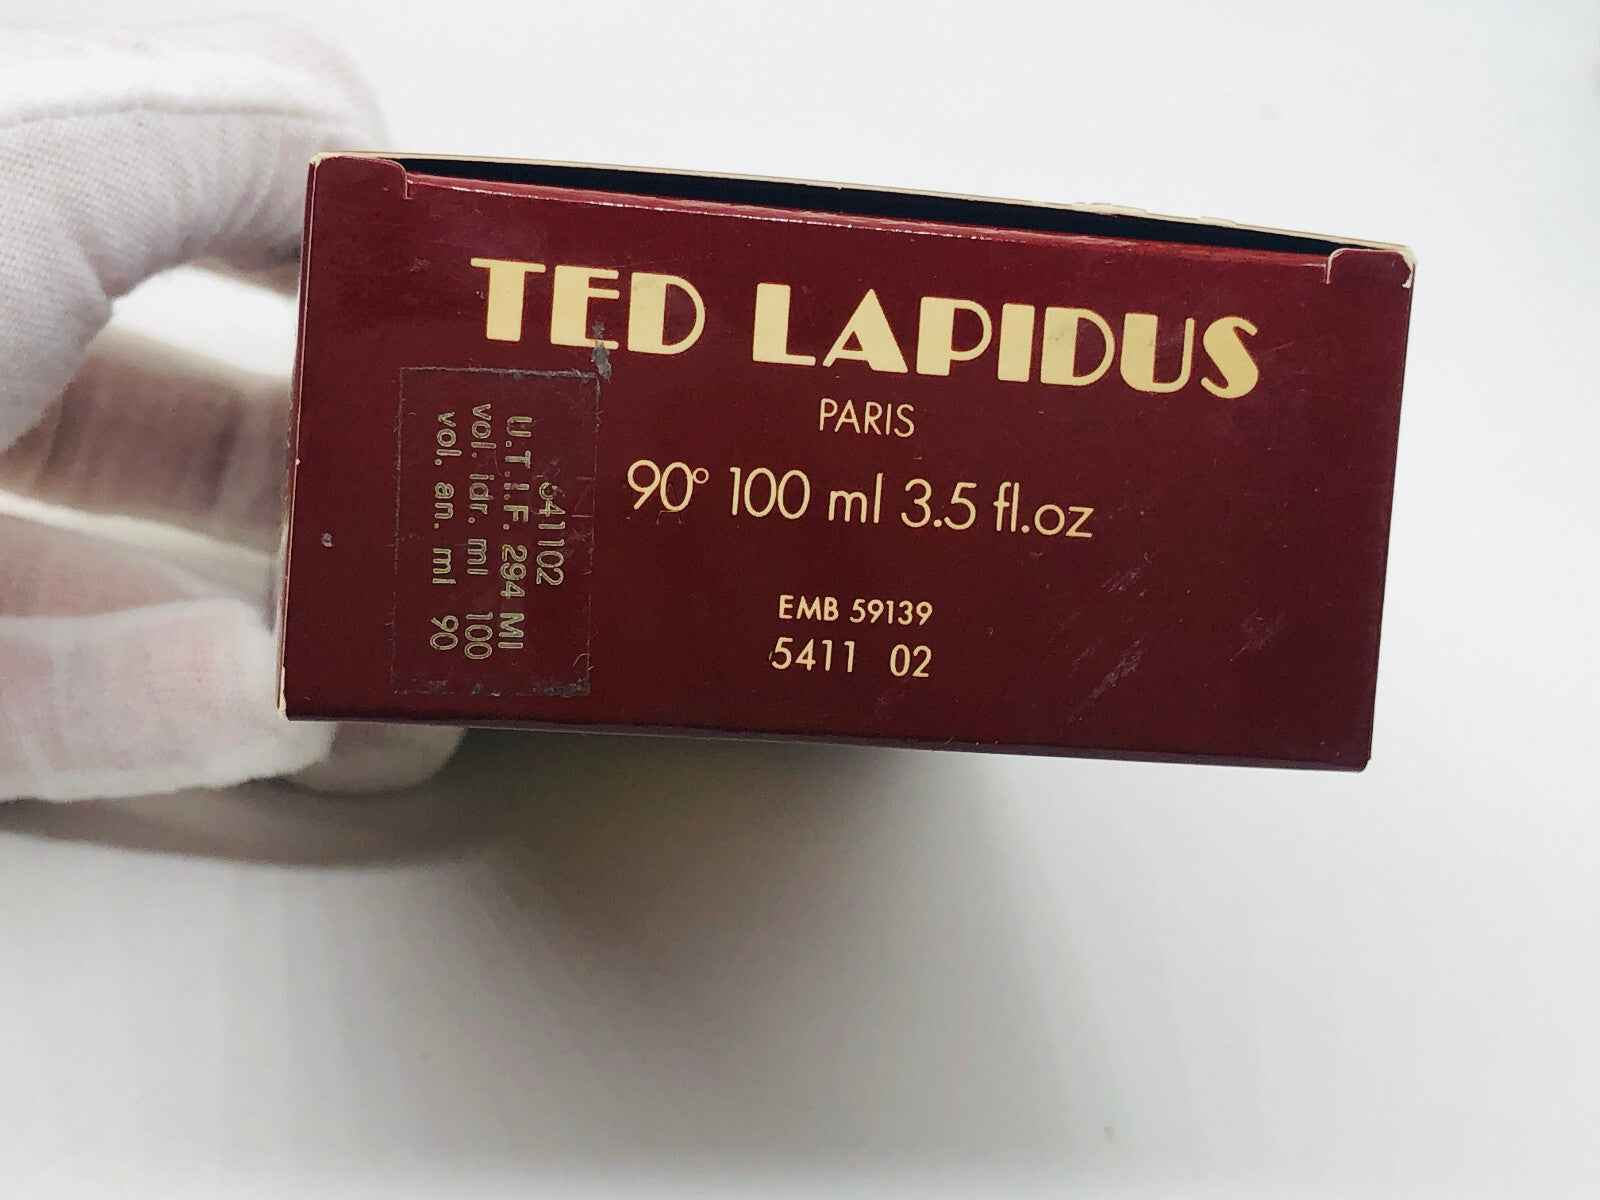 TED LAPIDUS
PARIS
90° 100 ml 3.5 fl.oz
EMB 59139
5411 02
541102
U.T.I.F. 294 MI
vol. idr. ml 100
vol. an. ml 90